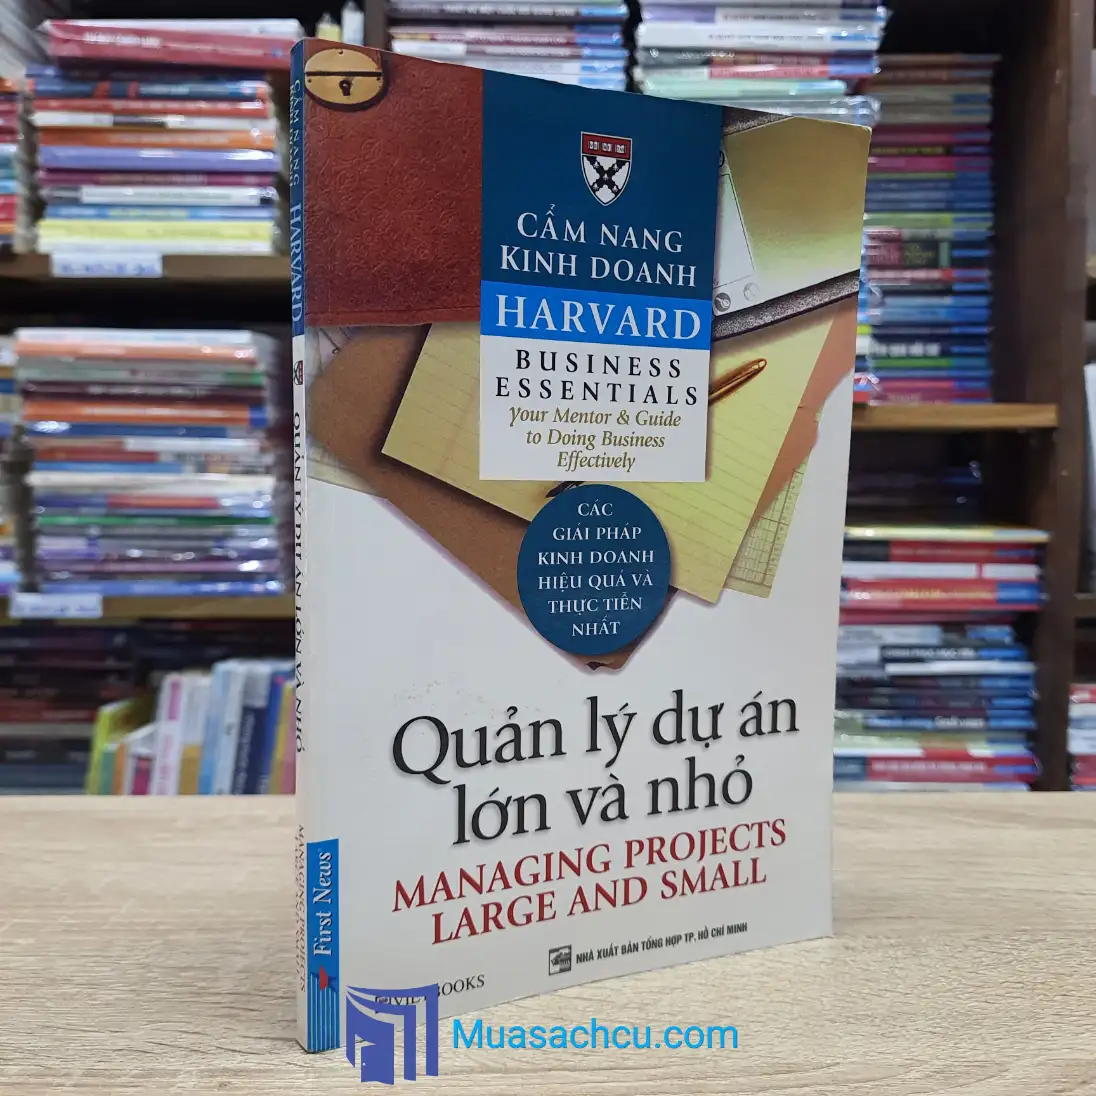 CẨM NANG
KINH DOANH
HARVARD
BUSINESS
ESSENTIALS
Your Mentor & Guide
to Doing Business
Effectively
CÁC
GIẢI PHÁP
KINH DOANH
HIỆU QUẢ VÀ
THỰC TIỄN
NHẤT
Quản lý dự án
lớn và nhỏ
MANAGING PROJECTS
LARGE AND SMALL
NHÀ XUẤT BẢN TỔNG HỢP TP. HỒ CHÍ MINH
BOOKS
CẨM NANG
HARVARD
QUẢN LÝ DỰ ÁN LỚN VÀ NHỎ
MANAGING PROJECTS
First News
Muasachcu.com